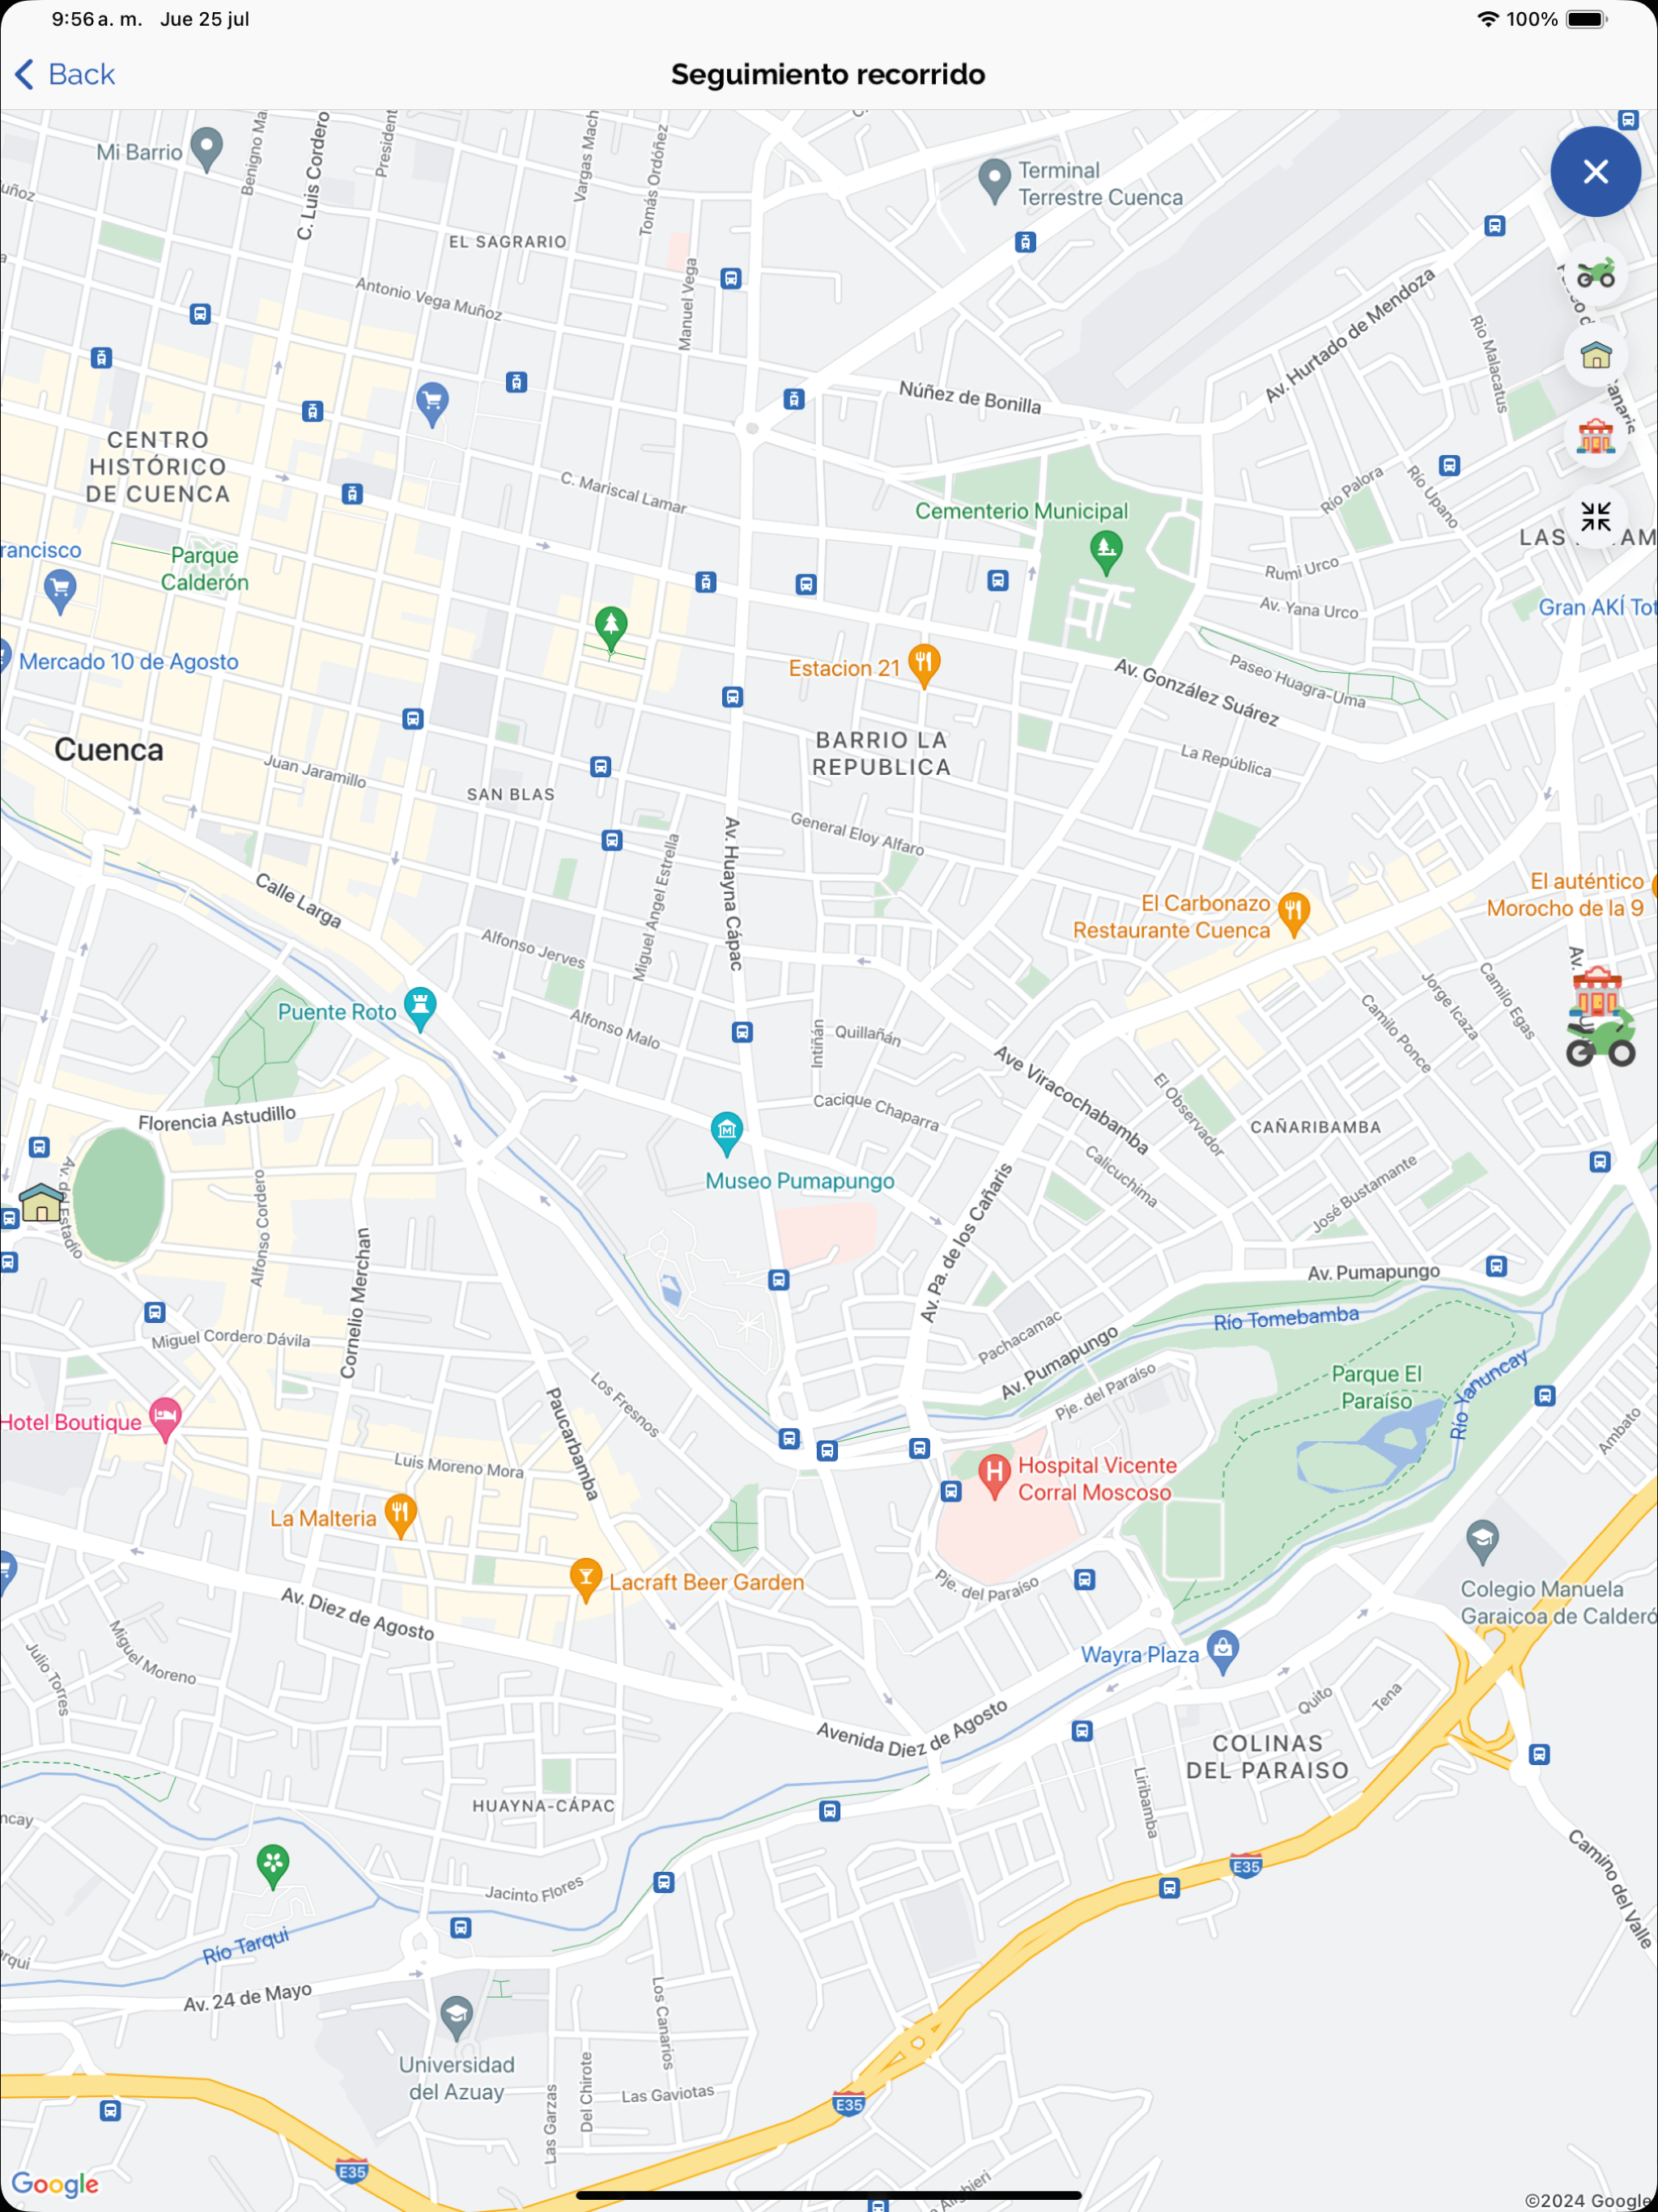 9:56 a. m. Jue 25 jul
100%
Back
Seguimiento recorrido
Mi Barrio
Benigno Ma
C. Luis Cordero
President
Vargas Mach
Tomás Ordóñez
Terminal
Terrestre Cuenca
uñoz
EL SAGRARIO
Antonio Vega Muñoz
Manuel Vega
Av. Hurtado de Mendoza
Rio Malacatus
Núñez de Bonilla
anaris
CENTRO
HISTÓRICO
DE CUENCA
C. Mariscal Lamar
Río Palora
Río Upano
Cementerio Municipal
LAS
AM
rancisco
Parque
Calderón
Rumi Urco
Av. Yana Urco
Gran AKÍ Tot
Mercado 10 de Agosto
Estacion 21
Paseo Huagra-Uma
Av. González Suárez
Cuenca
BARRIO LA
REPUBLICA
La República
Juan Jaramillo
SAN BLAS
General Eloy Alfaro
Av. Huayna Cápac
Miguel Angel Estrella
Calle Larga
El auténtico
Morocho de la 9
El Carbonazo
Restaurante Cuenca
Alfonso Jerves
Av.
Puente Roto
Alfonso Malo
Intiñán
Quillañán
Camilo Ponce
Jorge Icaza
Camilo Egas
Ave Viracochabamba
El Observador
Florencia Astudillo
Cacique Chaparra
CAÑARIBAMBA
Museo Pumapungo
Calicuchima
José Bustamante
Av. del Estadio
Alfonso Cordero
Cornelio Merchan
Av. Pa. de los Cañaris
Av. Pumapungo
Río Tomebamba
Miguel Cordero Dávila
Pachacamac
Av. Pumapungo
Pje. del Paraíso
Parque El
Paraíso
Río Yanuncay
Los Fresnos
Paucarbamba
Hotel Boutique
Ambato
Luis Moreno Mora
Hospital Vicente
Corral Moscoso
La Malteria
Lacraft Beer Garden
Pje. del Paraíso
Colegio Manuela
Garaicoa de Calderó
Av. Diez de Agosto
Miguel Moreno
Julio Torres
Wayra Plaza
Quito
Tena
Avenida Diez de Agosto
COLINAS
DEL PARAISO
Liribamba
HUAYNA-CÁPAC
ncay
E35
Camino del Valle
Jacinto Flores
Río Tarqui
arqui
Av. 24 de Mayo
Los Canarios
Universidad
del Azuay
Las Garzas
Del Chirote
Las Gaviotas
E35
E35
Google
©2024 Google